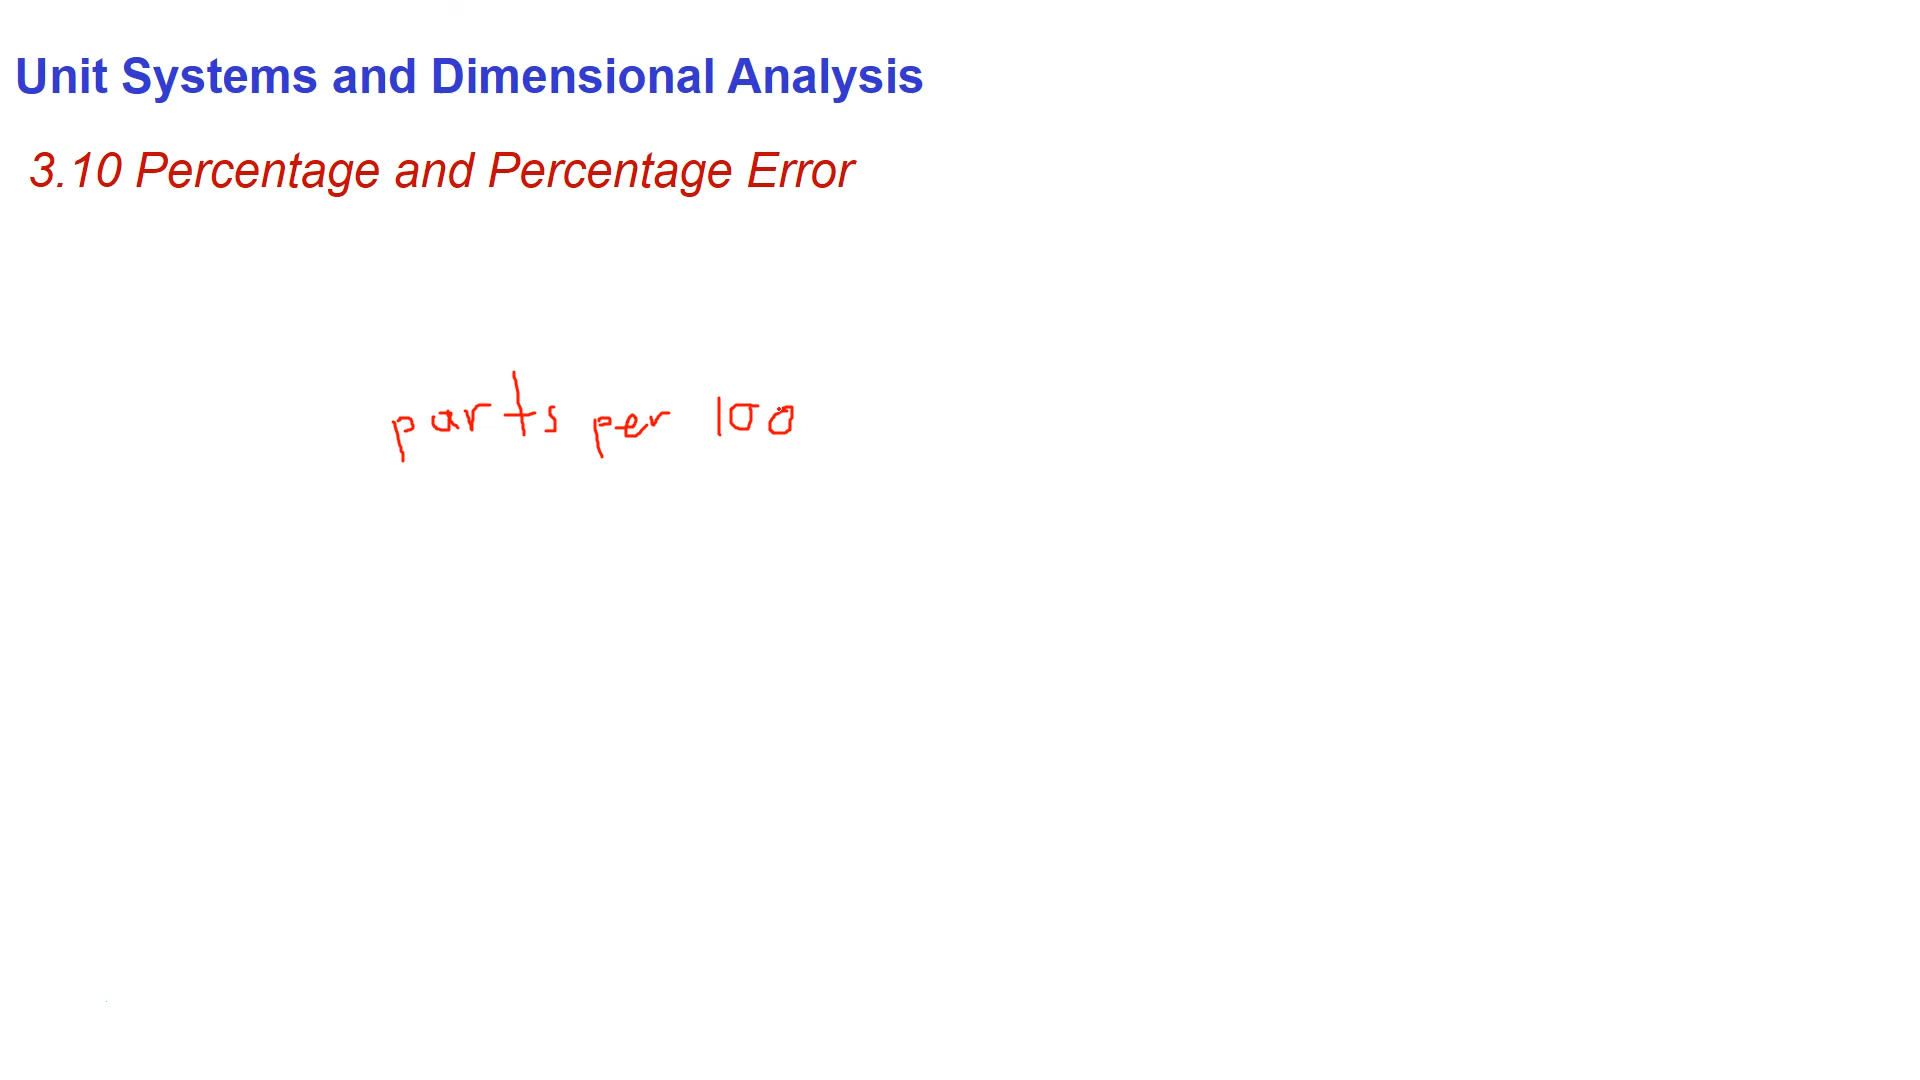 Unit Systems and Dimensional Analysis
3.10 Percentage and Percentage Error
parts per 100